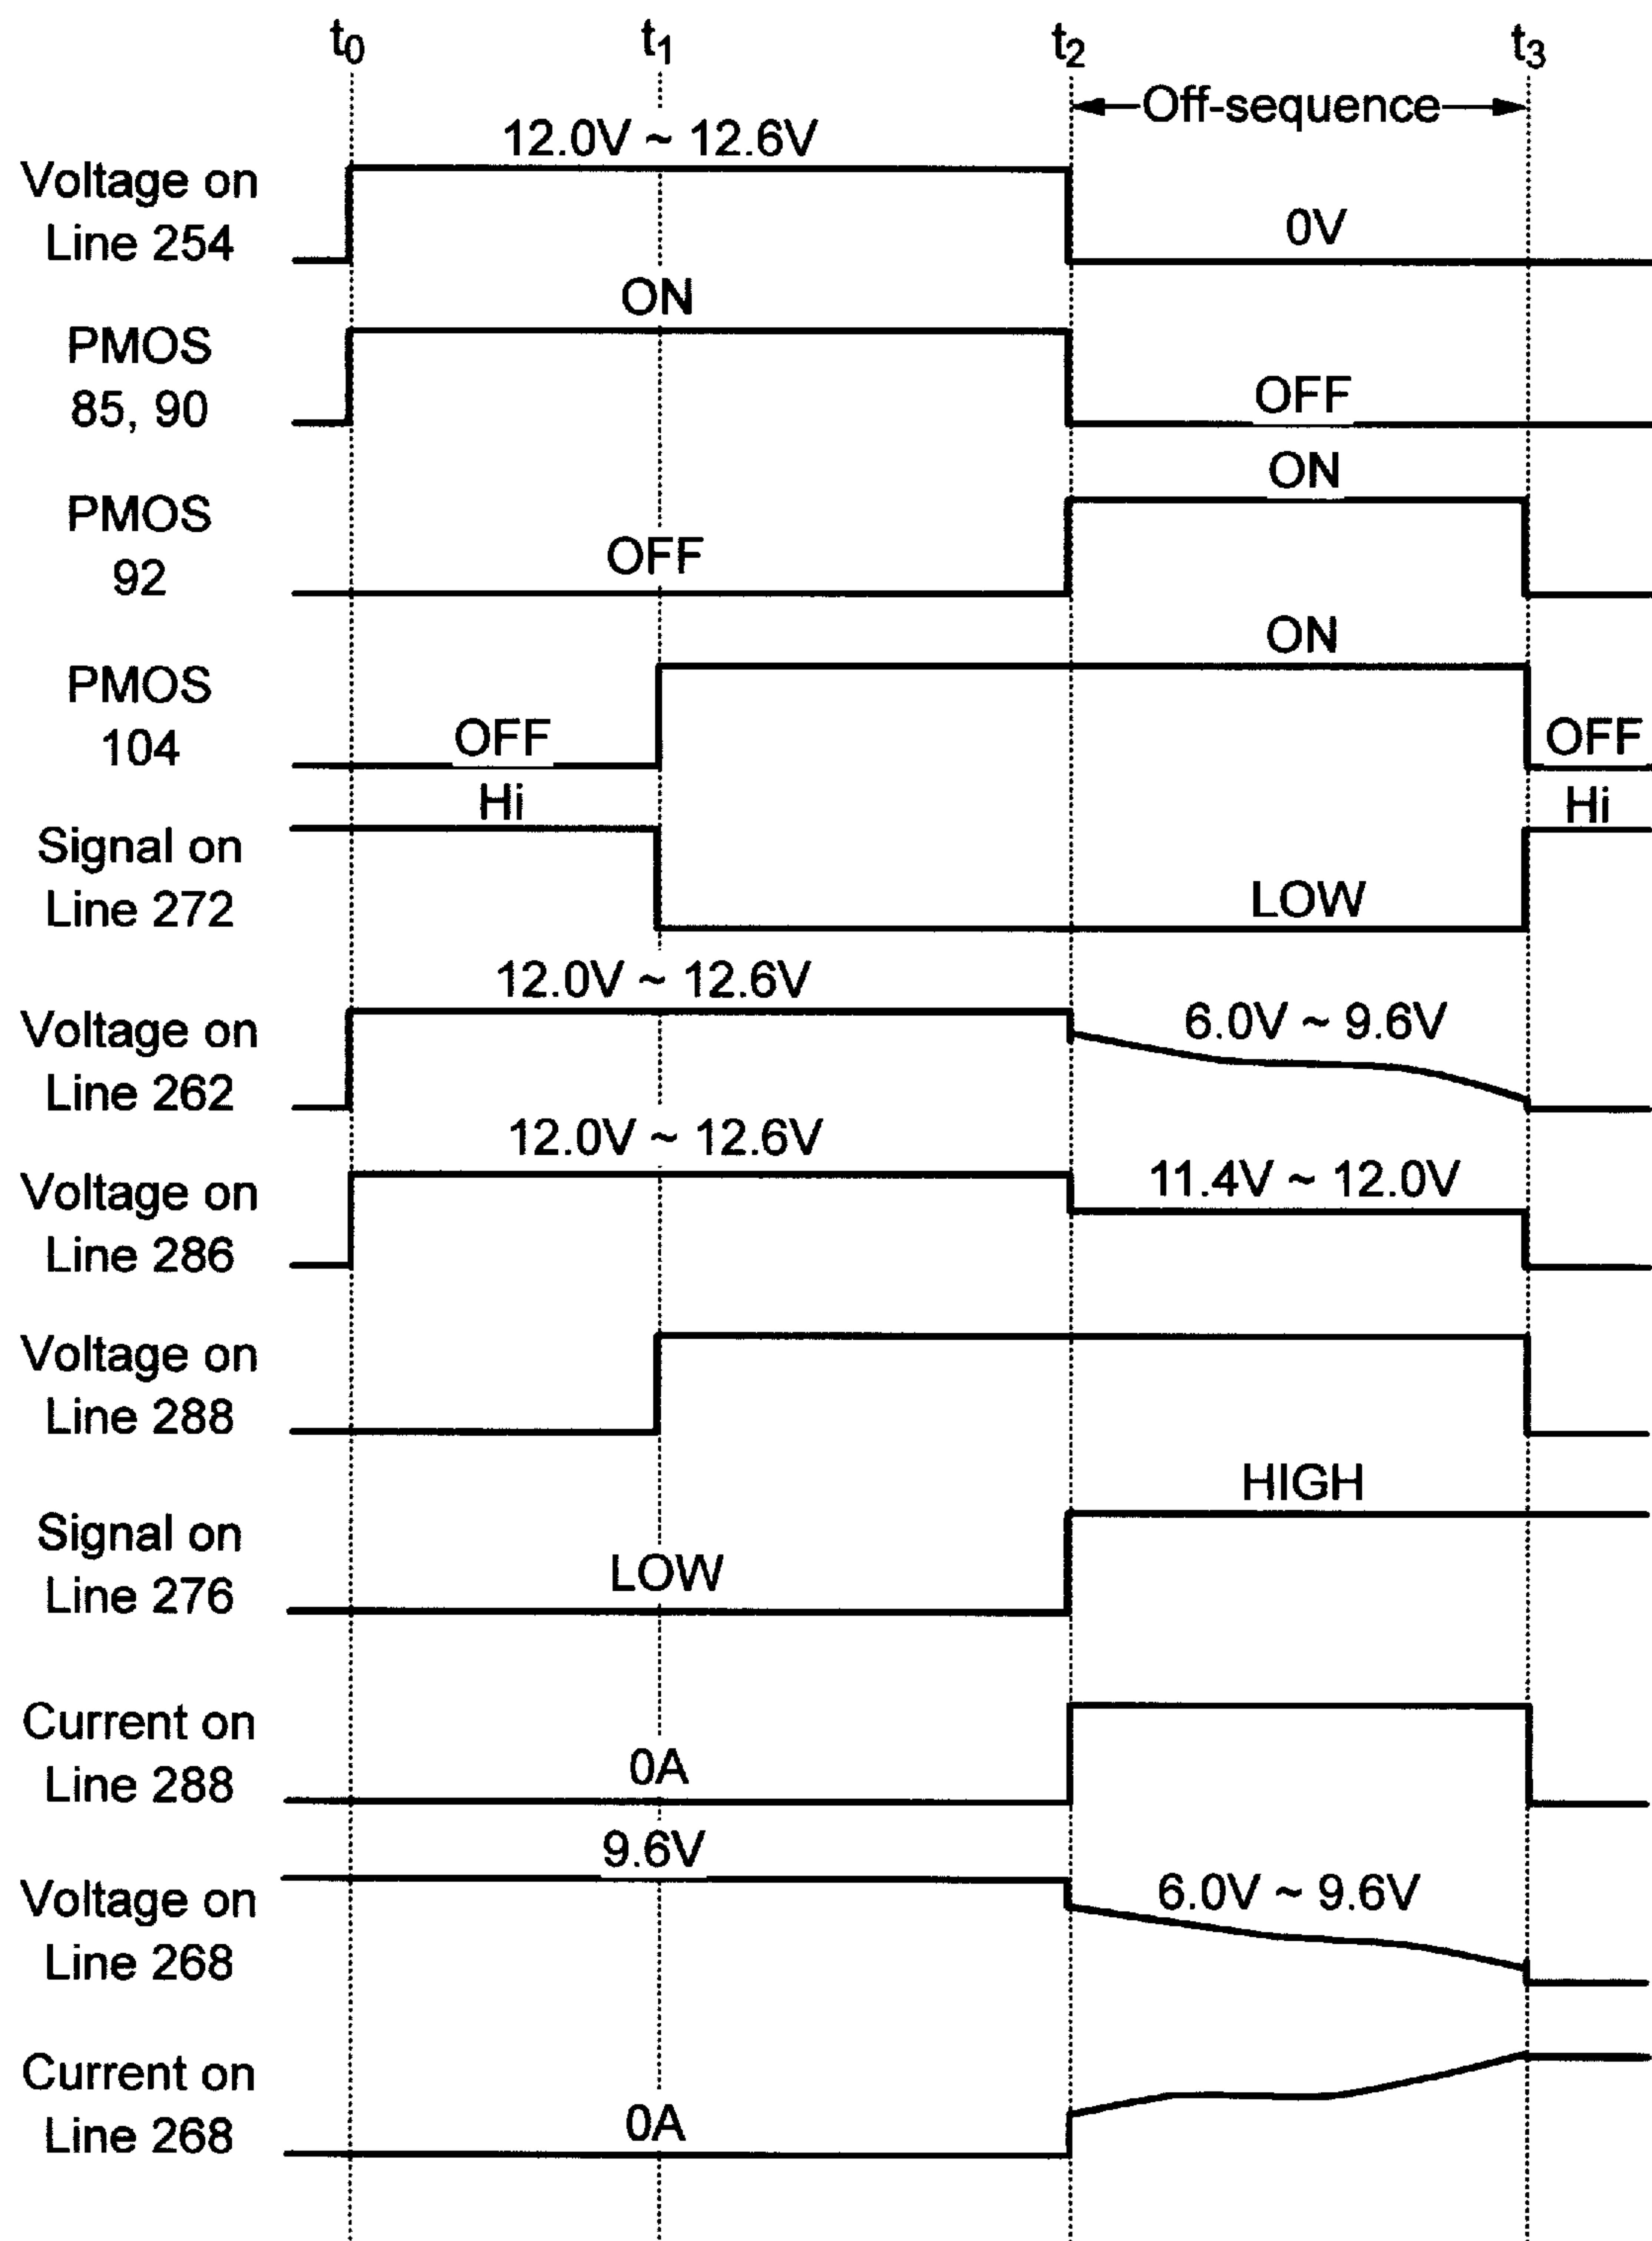 t0 t1 t2 t3
Off-sequence
12.0V ~ 12.6V
Voltage on
Line 254
0V
ON
PMOS
85, 90
OFF
ON
PMOS
92
OFF
ON
PMOS
104
OFF
OFF
Hi
Hi
Signal on
Line 272
LOW
12.0V ~ 12.6V
6.0V ~ 9.6V
Voltage on
Line 262
12.0V ~ 12.6V
11.4V ~ 12.0V
Voltage on
Line 286
Voltage on
Line 288
HIGH
Signal on
Line 276
LOW
Current on
Line 288
0A
9.6V
6.0V ~ 9.6V
Voltage on
Line 268
Current on
Line 268
0A